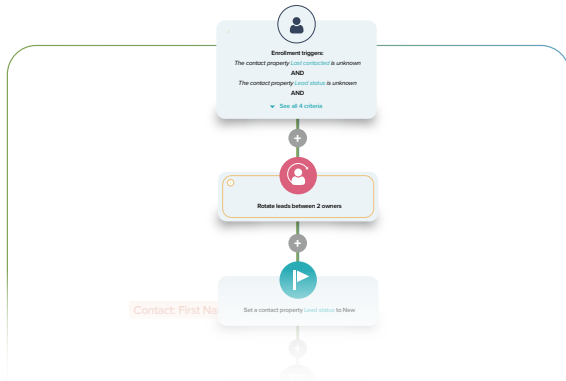 Enrollment triggers:
The contact property Last contacted is unknown
AND
The contact property Lead status is unknown
AND
See all 4 criteria
Rotate leads between 2 owners
Contact: First Na
Set a contact property Lead status to New